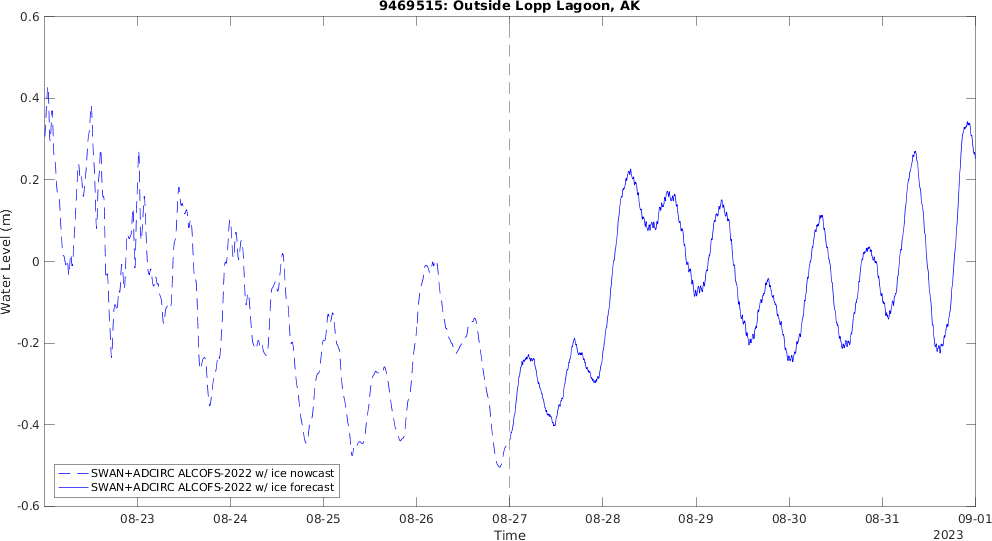 9469515: Outside Lopp Lagoon, AK
0.6
0.4
0.2
0
-0.2
-0.4
-0.6
Water Level (m)
SWAN+ADCIRC ALCOFS-2022 w/ ice nowcast
SWAN+ADCIRC ALCOFS-2022 w/ ice forecast
08-23 08-24 08-25 08-26 08-27 08-28 08-29 08-30 08-31 09-01
Time
2023